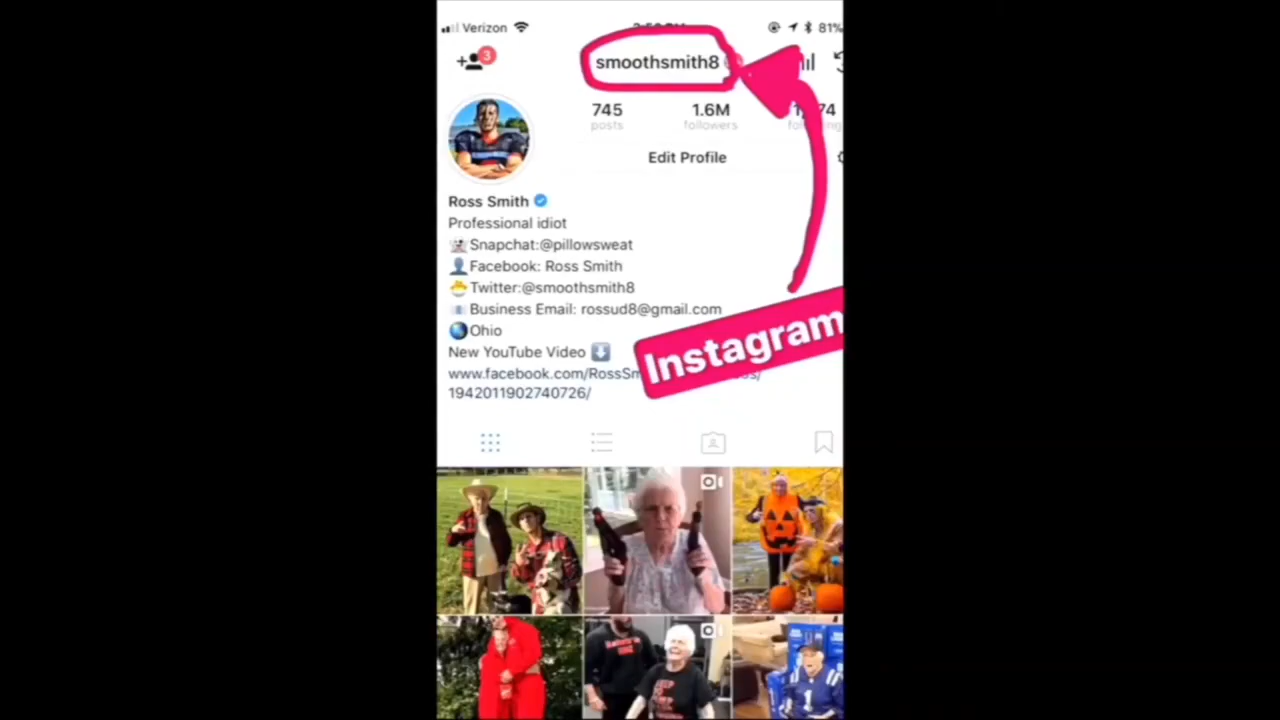 Verizon
81%
3
smoothsmith8
745
1.6M
posts
followers
Edit Profile
Ross Smith
Professional idiot
Snapchat:@pillowsweat
Facebook: Ross Smith
Twitter:@smoothsmith8
Business Email: rossud8@gmail.com
Ohio
Instagram
New YouTube Video
www.facebook.com/RossSm
1942011902740726/